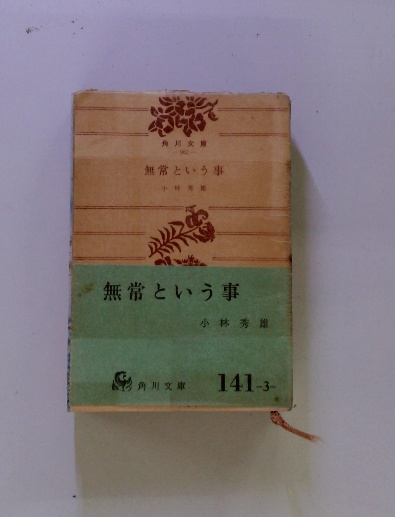 角川文庫
無常という事
小林秀雄
無常という事
小林秀雄
角川文庫 141-3-